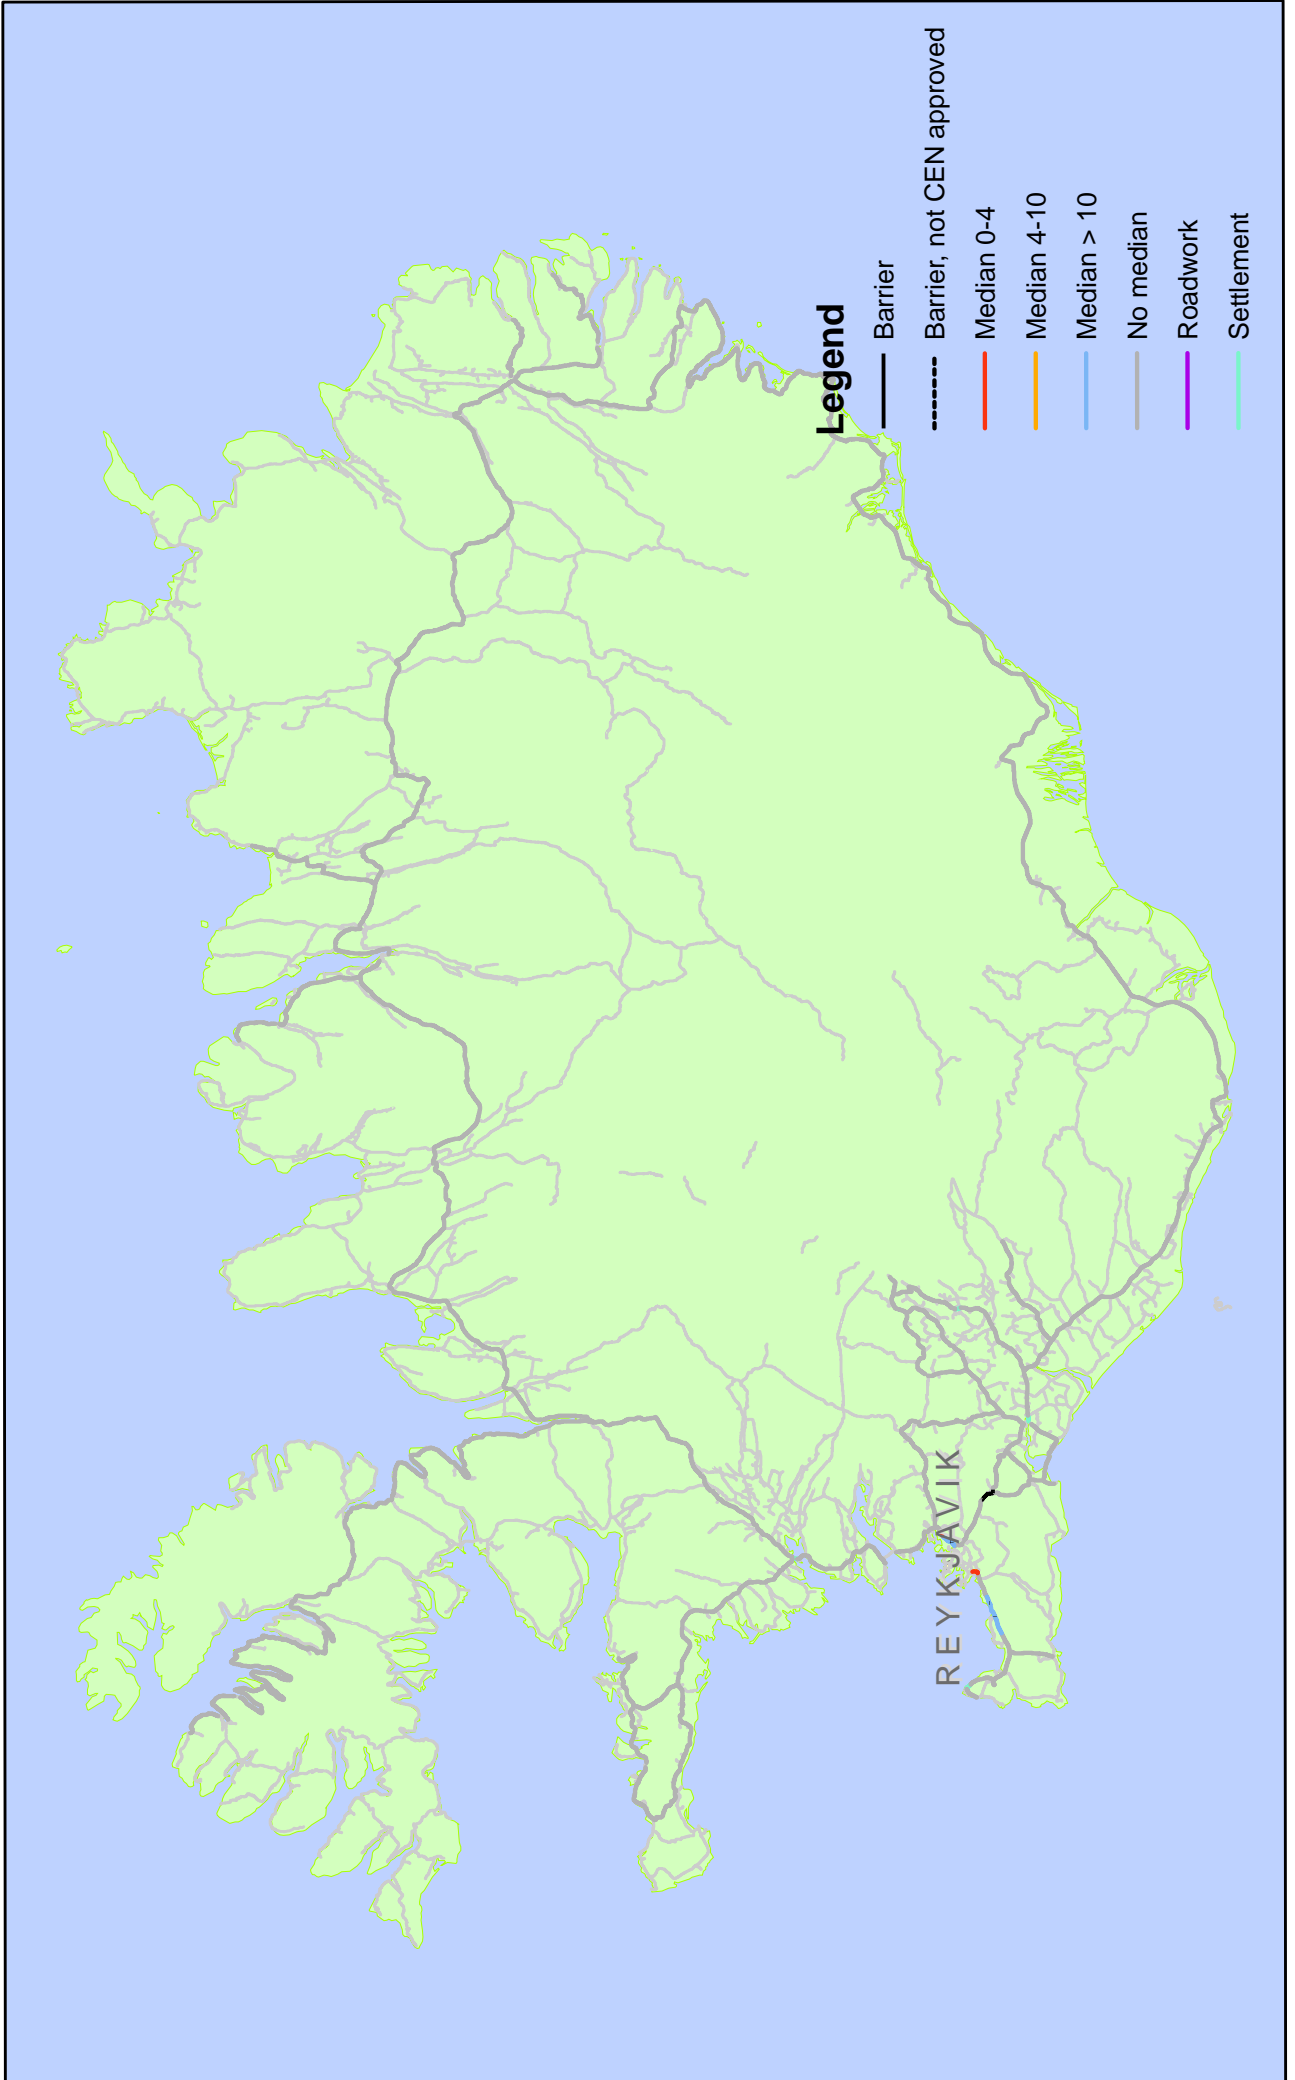 REYKJAVIK
Legend
Barrier
Barrier, not CEN approved
Median 0-4
Median 4-10
Median > 10
No median
Roadwork
Settlement